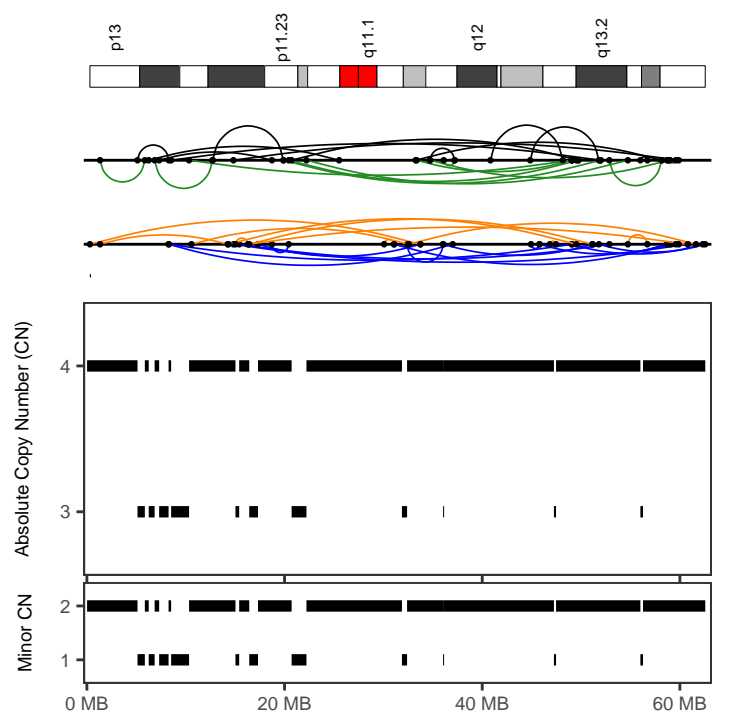 p13
p11.23
q11.1
q12
q13.2
Absolute Copy Number (CN)
4
3
Minor CN
2
1
0 MB
20 MB
40 MB
60 MB